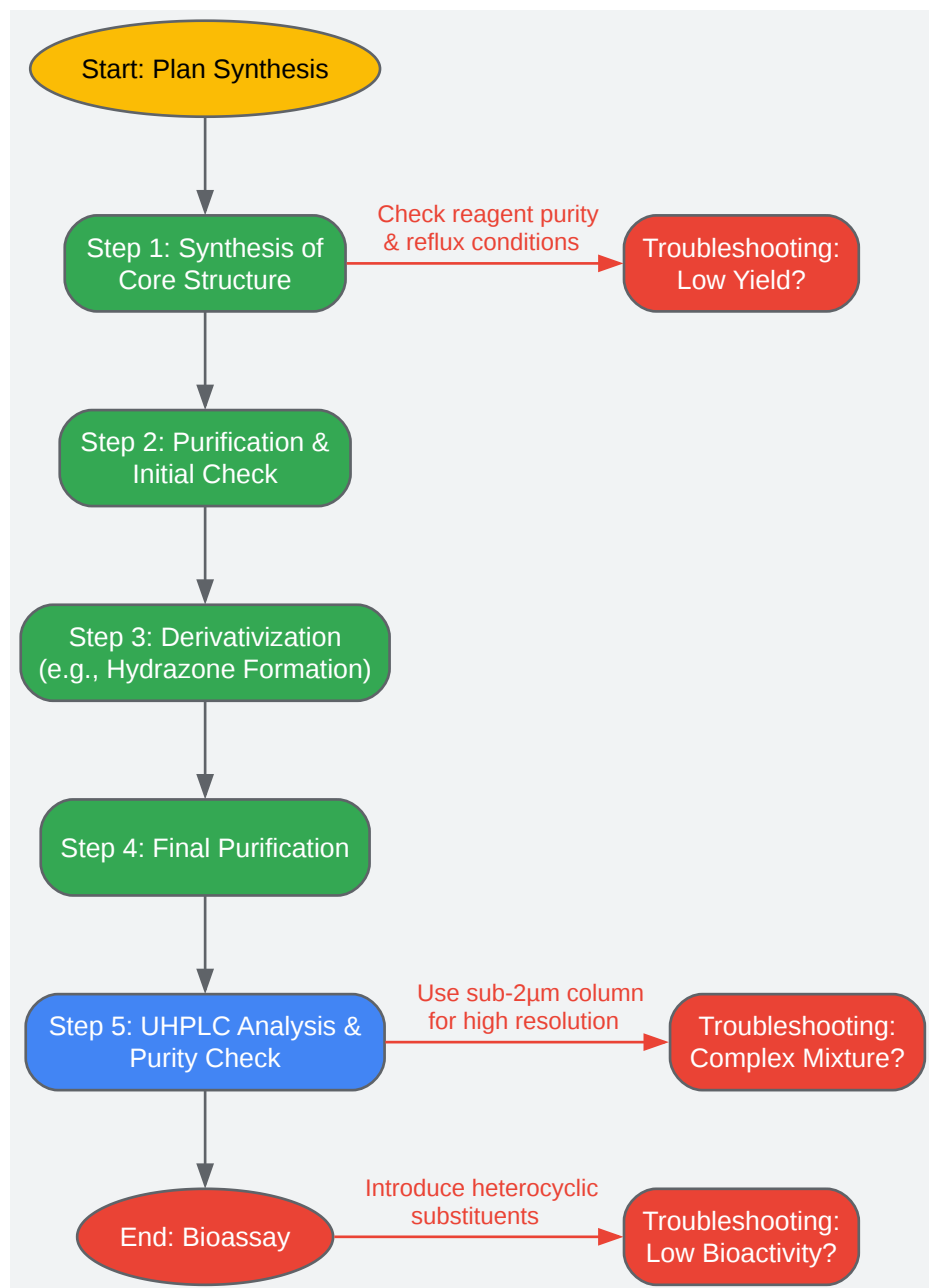 Start: Plan Synthesis
Step 1: Synthesis of
Core Structure
Check reagent purity
& reflux conditions
Troubleshooting:
Low Yield?
Step 2: Purification &
Initial Check
Step 3: Derivativization
(e.g., Hydrazone Formation)
Step 4: Final Purification
Step 5: UHPLC Analysis &
Purity Check
Use sub-2µm column
for high resolution
Troubleshooting:
Complex Mixture?
End: Bioassay
Introduce heterocyclic
substituents
Troubleshooting:
Low Bioactivity?